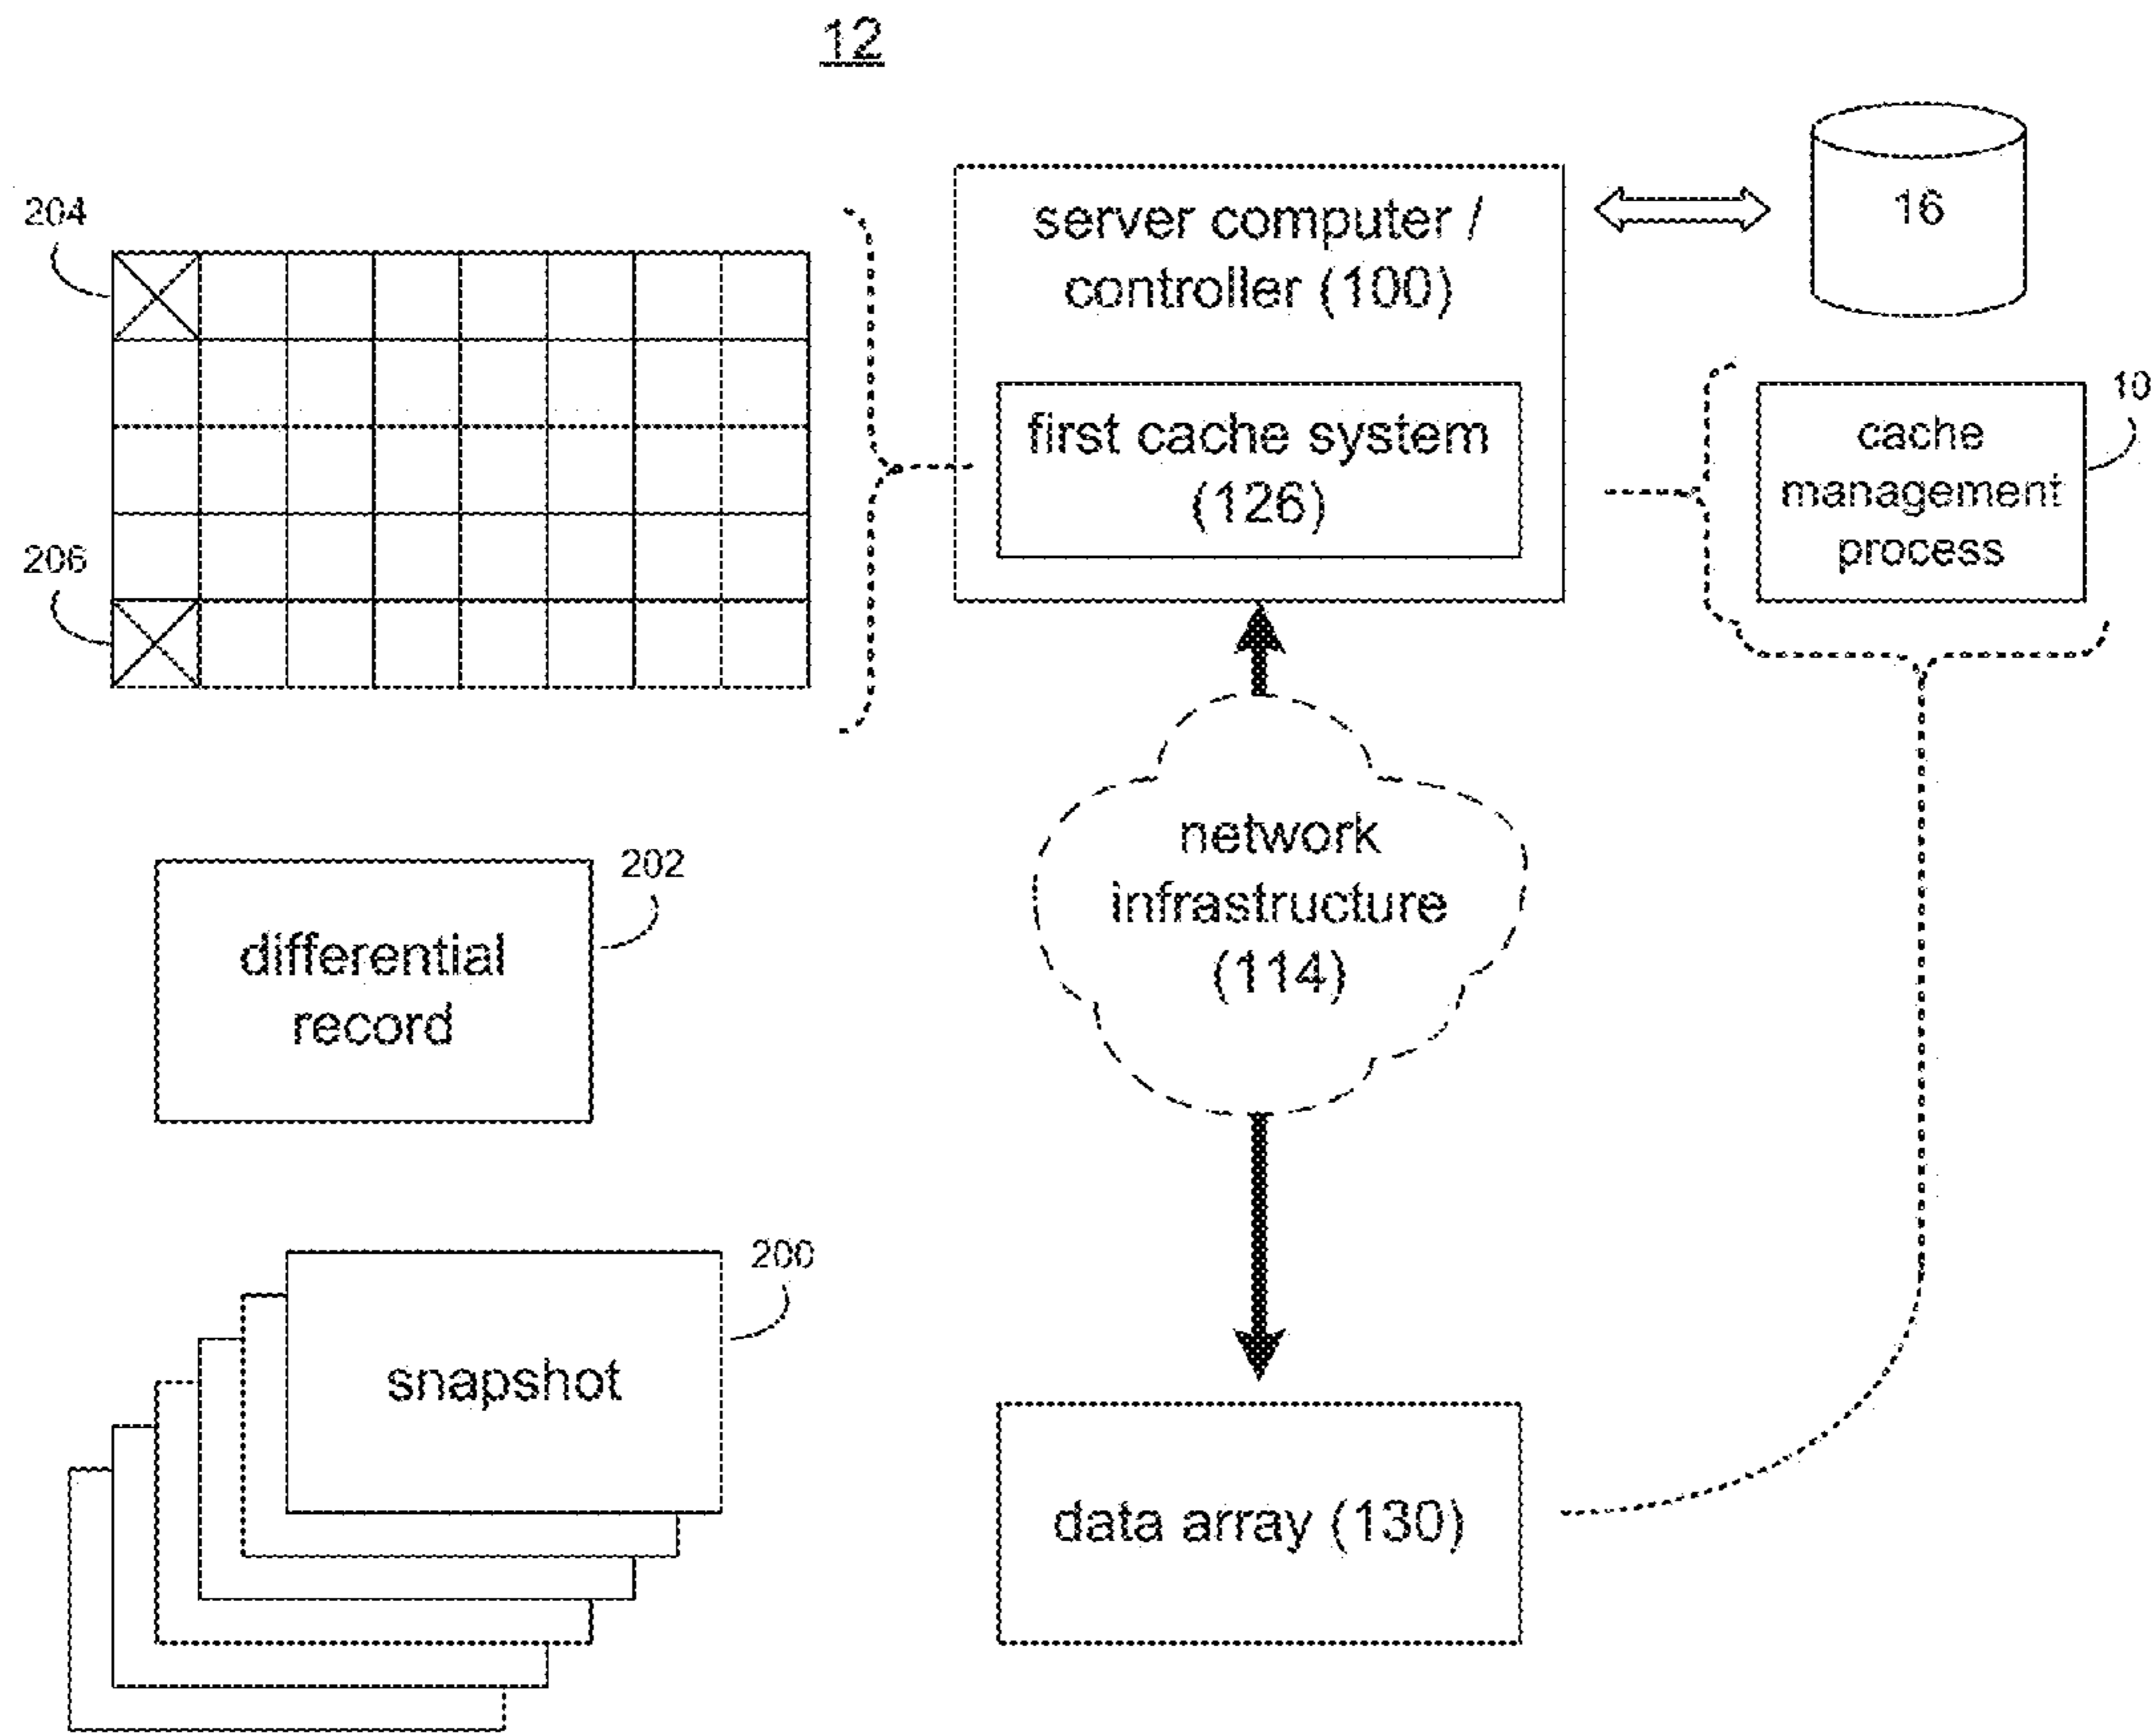 12
204
206
server computer /
controller (100)
first cache system
(126)
16
10
cache
management
process
network
infrastructure
(114)
202
differential
record
200
snapshot
data array (130)